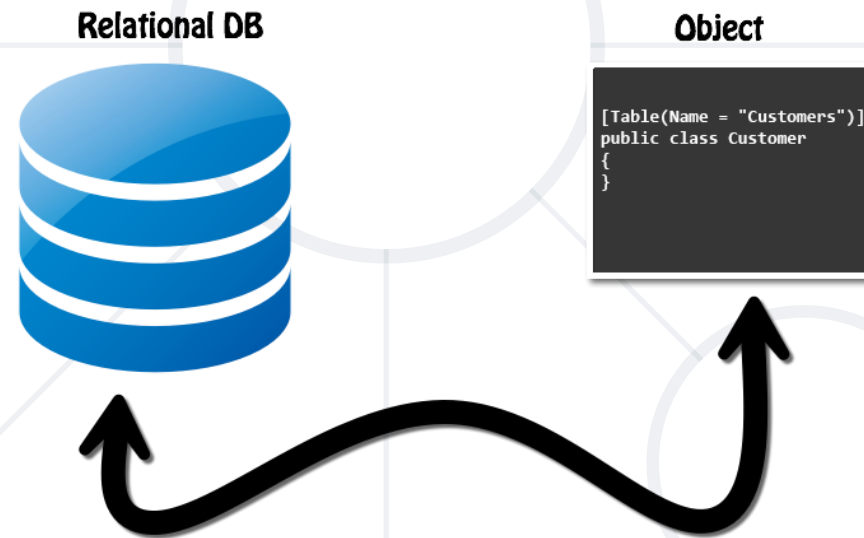 Relational DB
Object
[Table(Name = "Customers")]
public class Customer
{
}